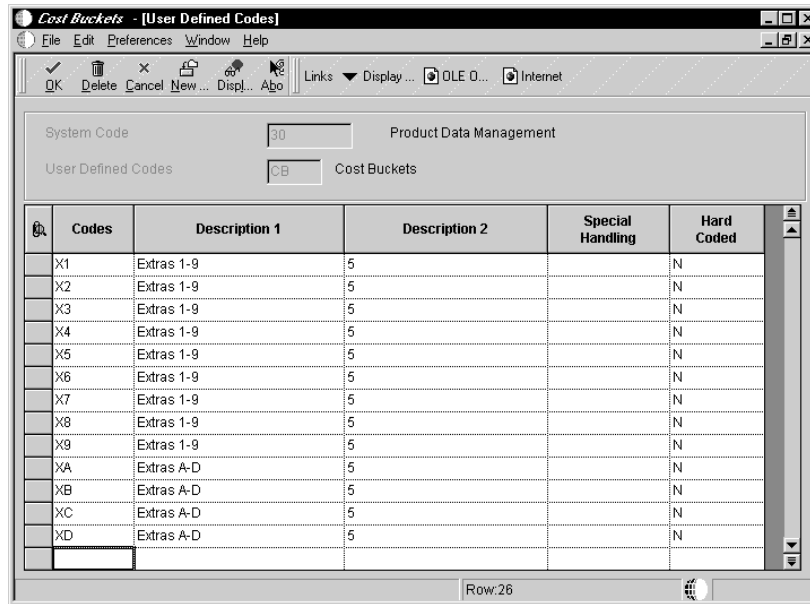 Cost Buckets - [User Defined Codes]
File Edit Preferences Window Help
OK Delete Cancel New ... Displ... Abo Links Display ... OLE O... Internet
System Code 30 Product Data Management
User Defined Codes CB Cost Buckets
Codes Description 1 Description 2 Special Handling Hard Coded
X1 Extras 1-9 5 N
X2 Extras 1-9 5 N
X3 Extras 1-9 5 N
X4 Extras 1-9 5 N
X5 Extras 1-9 5 N
X6 Extras 1-9 5 N
X7 Extras 1-9 5 N
X8 Extras 1-9 5 N
X9 Extras 1-9 5 N
XA Extras A-D 5 N
XB Extras A-D 5 N
XC Extras A-D 5 N
XD Extras A-D 5 N
Row:26